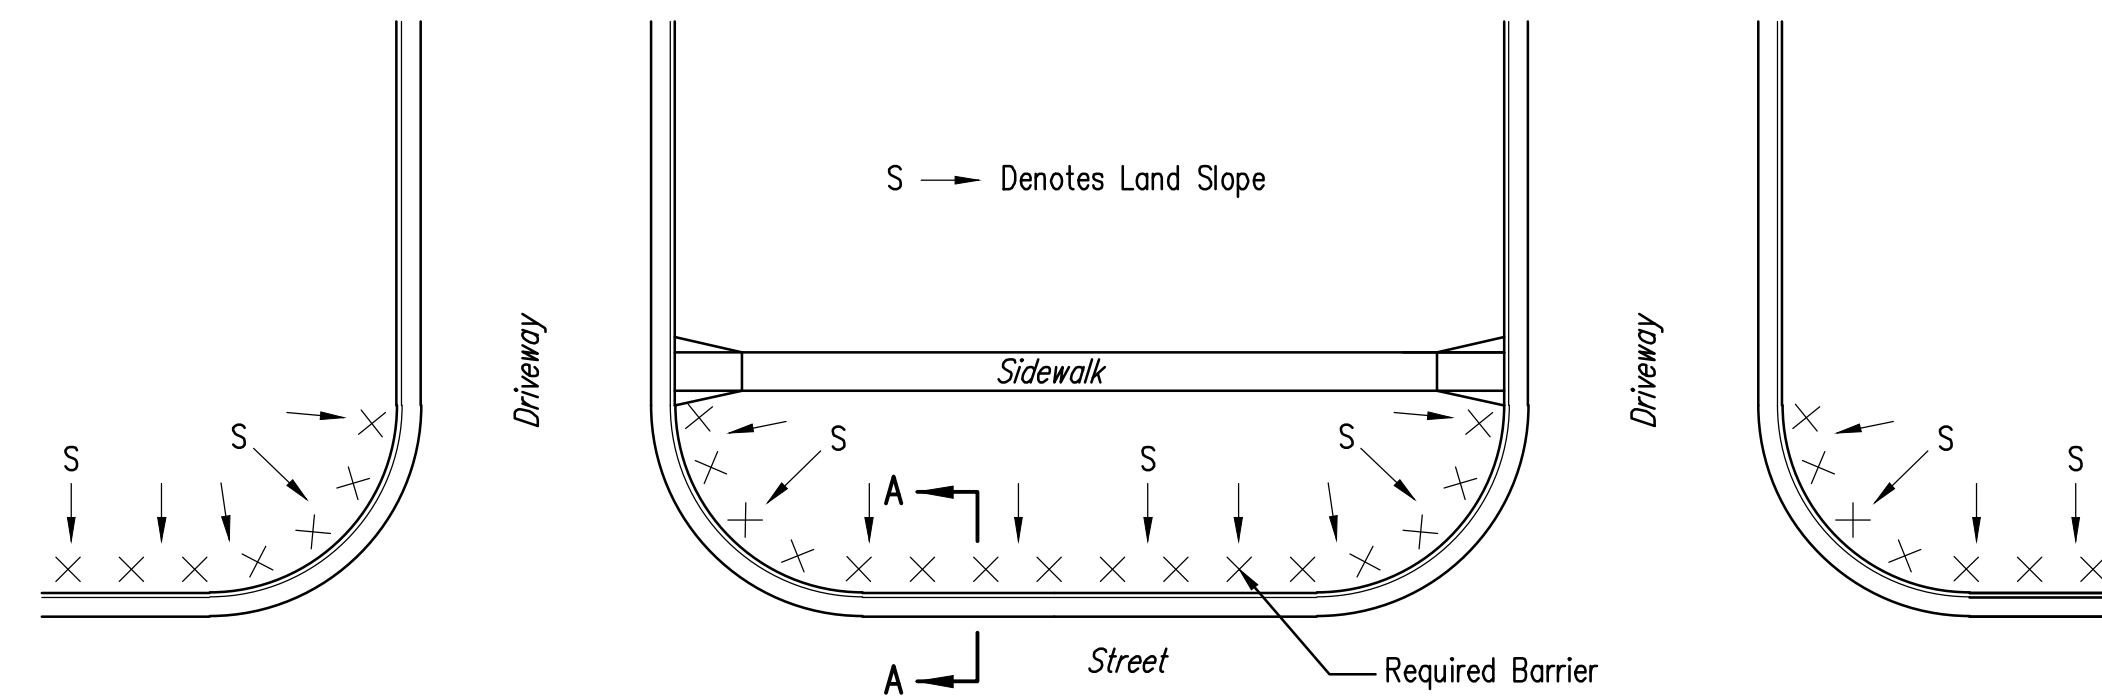 S → Denotes Land Slope
Driveway
Driveway
Sidewalk
S
S
S
S
S
S
S
A
A
Street
Required Barrier